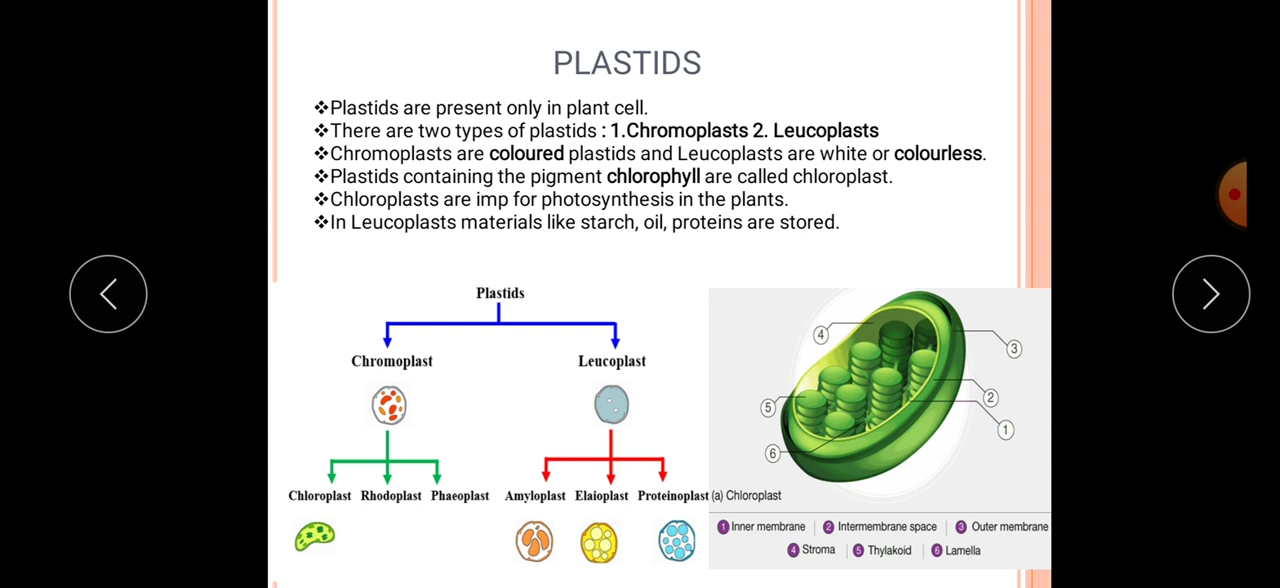 PLASTIDS
❖Plastids are present only in plant cell.
❖There are two types of plastids : 1.Chromoplasts 2. Leucoplasts
❖Chromoplasts are coloured plastids and Leucoplasts are white or colourless.
❖Plastids containing the pigment chlorophyll are called chloroplast.
❖Chloroplasts are imp for photosynthesis in the plants.
❖In Leucoplasts materials like starch, oil, proteins are stored.
Plastids
Chromoplast Leucoplast
Chloroplast Rhodoplast Phaeoplast Amyloplast Elaioplast Proteinoplast
4
3
2
5
1
6
(a) Chloroplast
1 Inner membrane | 2 Intermembrane space | 3 Outer membrane
4 Stroma | 5 Thylakoid | 6 Lamella